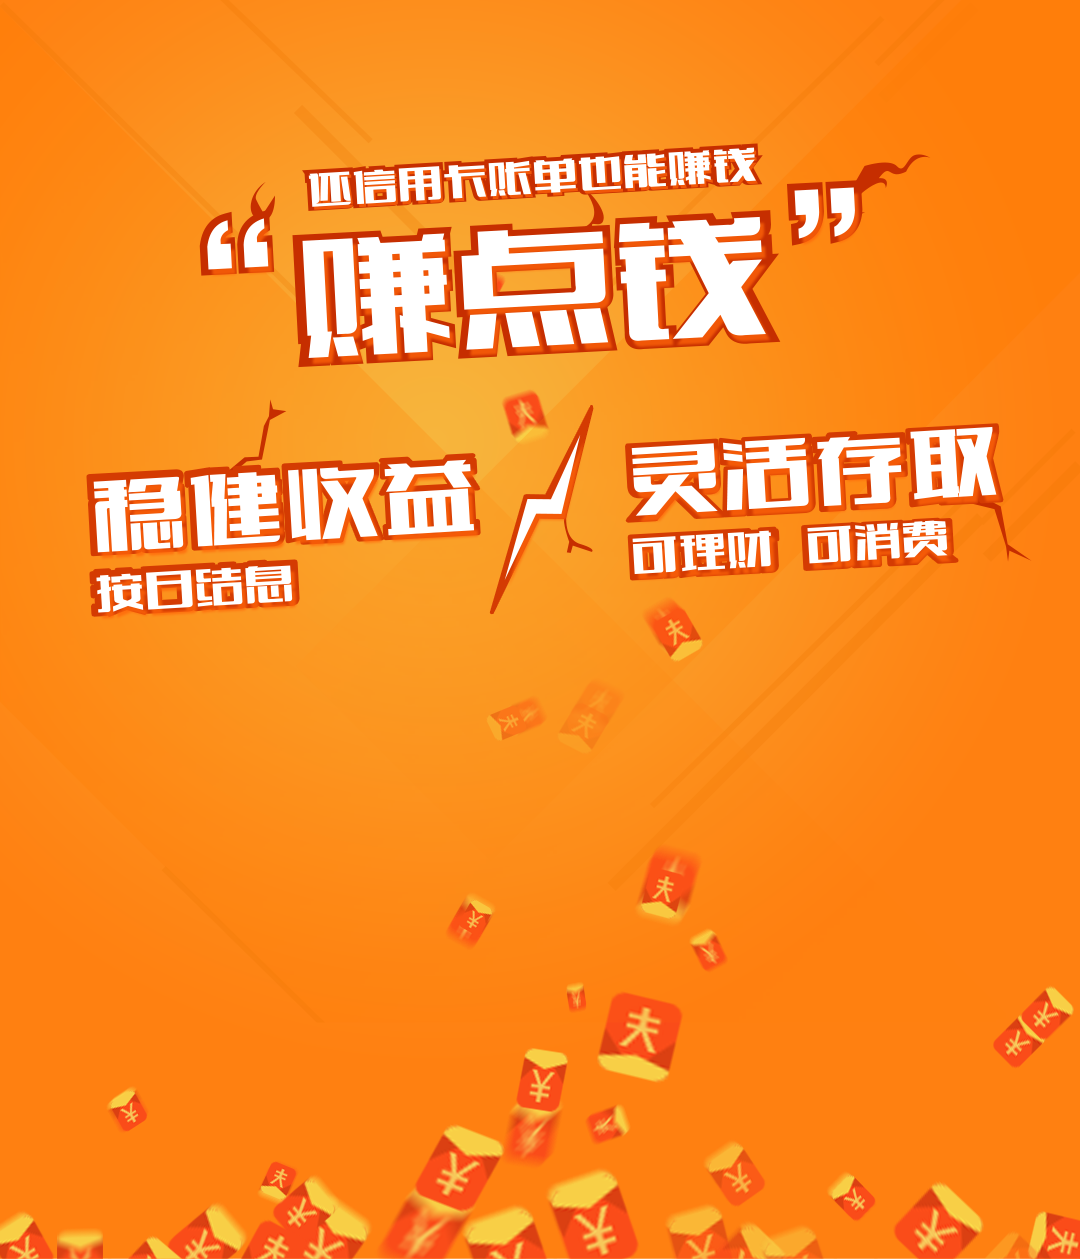 还信用卡账单也能赚钱
“赚点钱”
稳健收益
按日结息
灵活存取
可理财 可消费